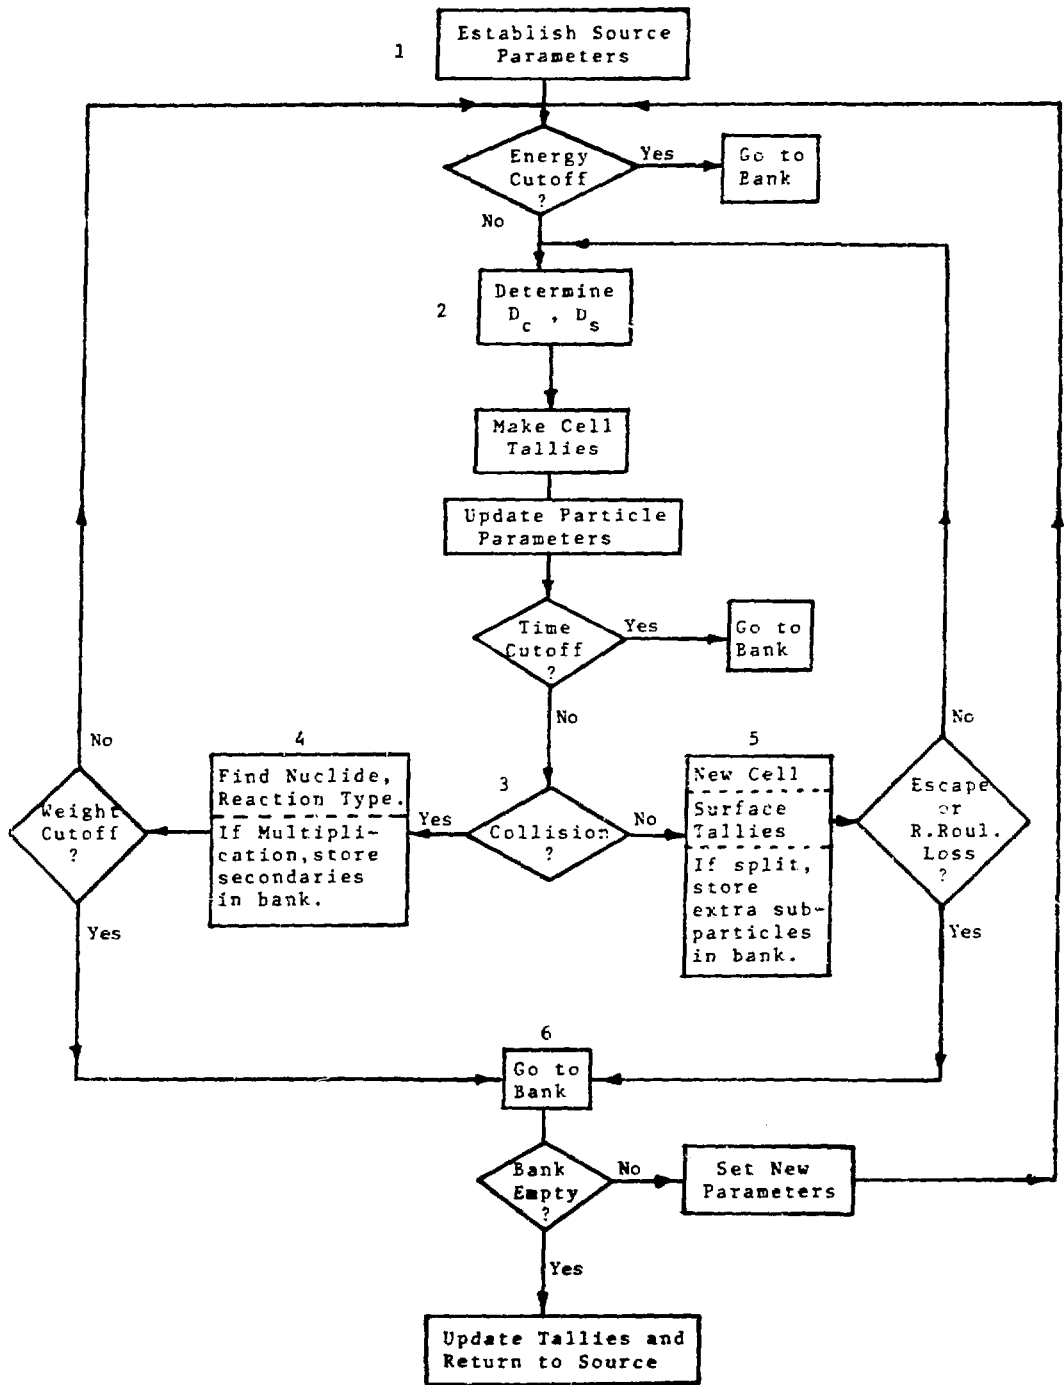 1
Establish Source
Parameters
Energy
Cutoff
?
Yes
Go to
Bank
No
2
Determine
D_c , D_s
Make Cell
Tallies
Update Particle
Parameters
Time
Cutoff
?
Yes
Go to
Bank
No
3
Collision
?
Yes
No
4
Find Nuclide,
Reaction Type.
If Multipli-
cation,store
secondaries
in bank.
Weight
Cutoff
?
No
Yes
5
New Cell
Surface
Tallies
If split,
store
extra sub-
particles
in bank.
Escape
or
R.Roul.
Loss
?
No
Yes
6
Go to
Bank
Bank
Empty
?
No
Set New
Parameters
Yes
Update Tallies and
Return to Source